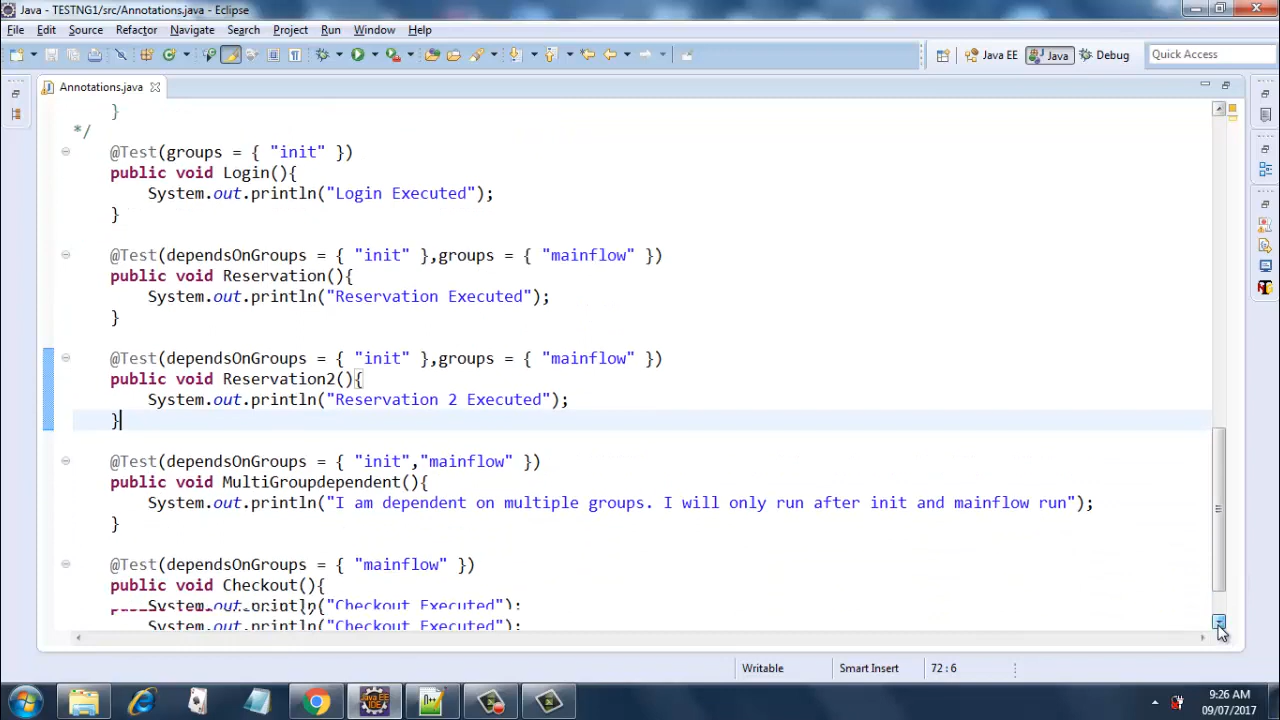 Java - TESTNG1/src/Annotations.java - Eclipse
File Edit Source Refactor Navigate Search Project Run Window Help
Java EE Java Debug Quick Access
Annotations.java
}
*/
@Test(groups = { "init" })
public void Login(){
System.out.println("Login Executed");
}
@Test(dependsOnGroups = { "init" },groups = { "mainflow" })
public void Reservation(){
System.out.println("Reservation Executed");
}
@Test(dependsOnGroups = { "init" },groups = { "mainflow" })
public void Reservation2(){
System.out.println("Reservation 2 Executed");
}
@Test(dependsOnGroups = { "init","mainflow" })
public void MultiGroupdependent(){
System.out.println("I am dependent on multiple groups. I will only run after init and mainflow run");
}
@Test(dependsOnGroups = { "mainflow" })
public void Checkout(){
System.out.println("Checkout Executed");
System.out.println("Checkout Executed");
Writable Smart Insert 72 : 6
9:26 AM
09/07/2017